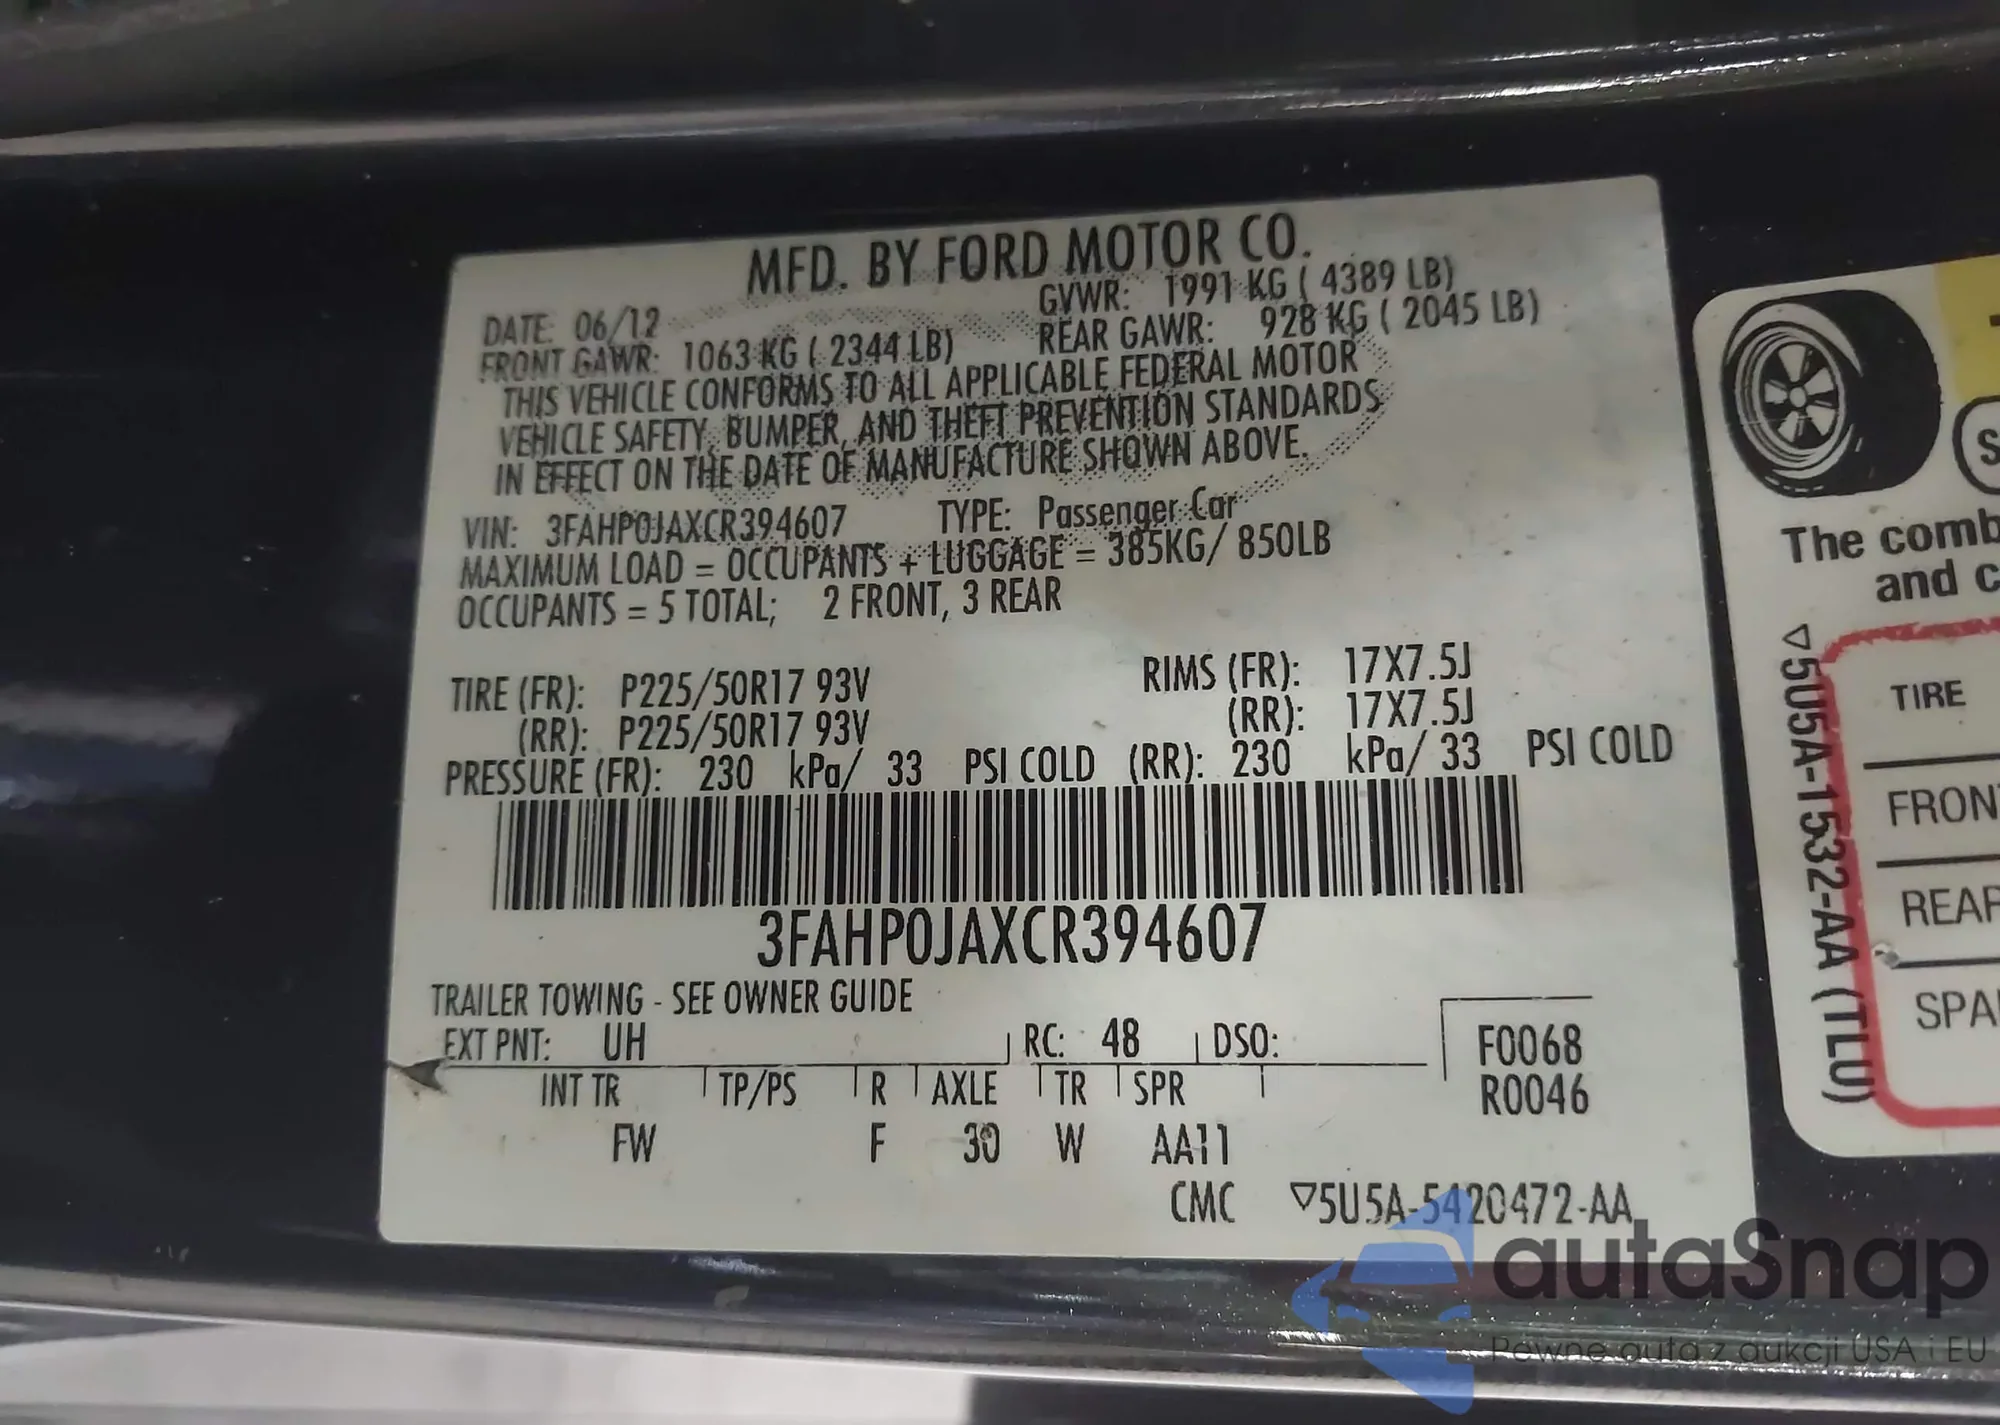 MFD. BY FORD MOTOR CO.
DATE: 06/12 GVWR: 1991 KG ( 4389 LB)
FRONT GAWR: 1063 KG ( 2344 LB) REAR GAWR: 928 KG ( 2045 LB)
THIS VEHICLE CONFORMS TO ALL APPLICABLE FEDERAL MOTOR
VEHICLE SAFETY, BUMPER, AND THEFT PREVENTION STANDARDS
IN EFFECT ON THE DATE OF MANUFACTURE SHOWN ABOVE.
VIN: 3FAHP0JAXCR394607 TYPE: Passenger Car
MAXIMUM LOAD = OCCUPANTS + LUGGAGE = 385KG/ 850LB
OCCUPANTS = 5 TOTAL; 2 FRONT, 3 REAR
TIRE (FR): P225/50R17 93V RIMS (FR): 17X7.5J
(RR): P225/50R17 93V (RR): 17X7.5J
PRESSURE (FR): 230 kPa/ 33 PSI COLD (RR): 230 kPa/ 33 PSI COLD
3FAHP0JAXCR394607
TRAILER TOWING - SEE OWNER GUIDE
EXT PNT: UH RC: 48 DSO: F0068
INT TR TP/PS R AXLE TR SPR R0046
FW F 30 W AA11
CMC ▽5U5A-5420472-AA
The comb
and c
▽5U5A-1532-AA (TLU)
TIRE
FRON
REAR
SPA
autaSnap
Pewne auta z aukcji USA i EU